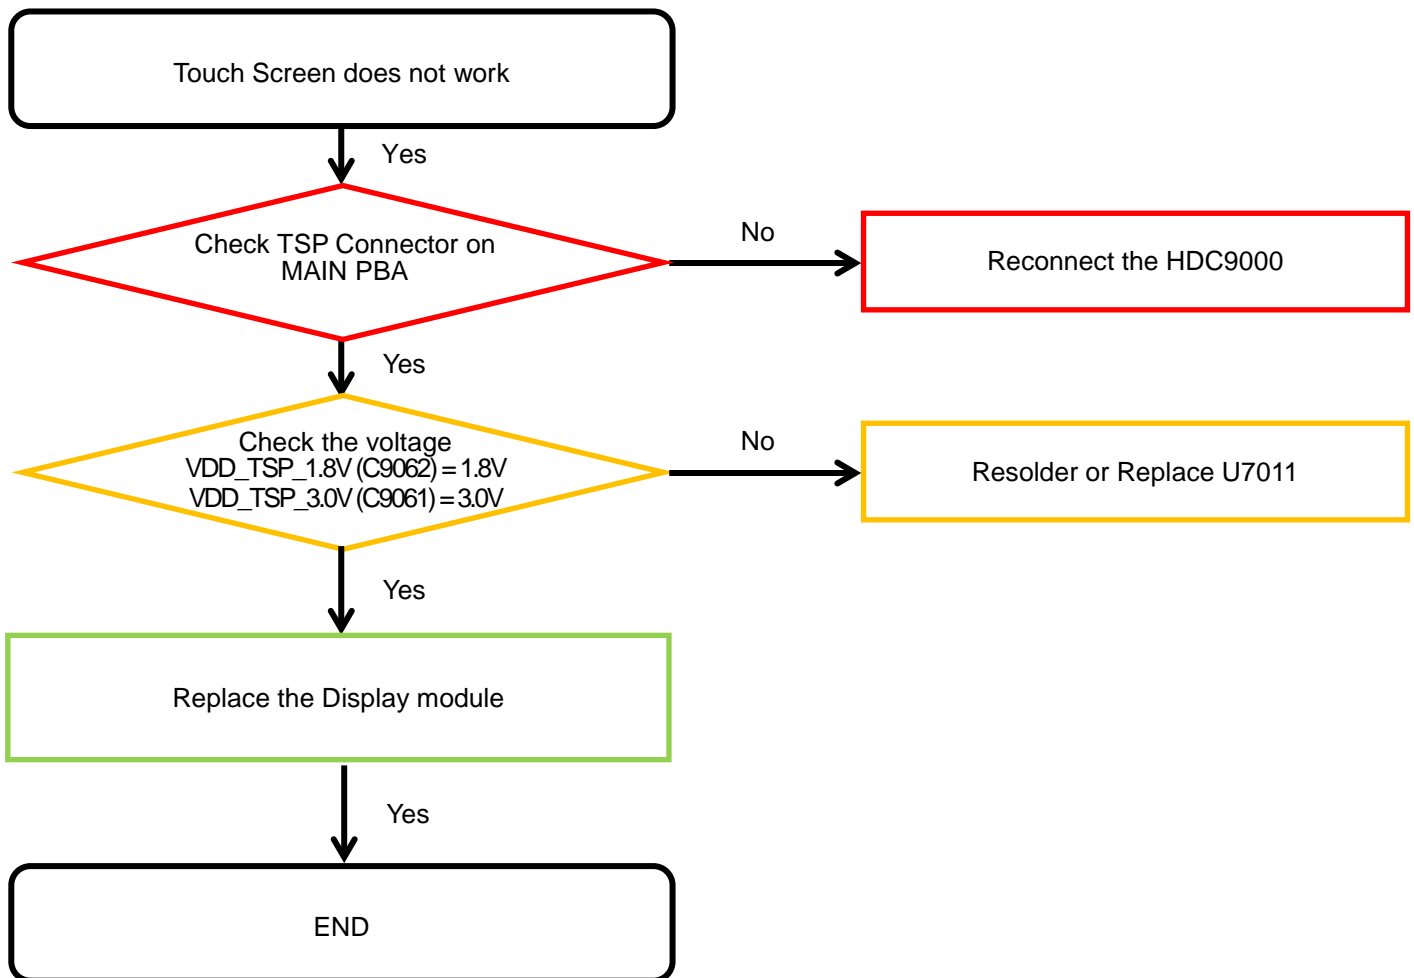 Touch Screen does not work
Yes
Check TSP Connector on
MAIN PBA
No
Reconnect the HDC9000
Yes
Check the voltage
VDD_TSP_1.8V (C9062) = 1.8V
VDD_TSP_3.0V (C9061) = 3.0V
No
Resolder or Replace U7011
Yes
Replace the Display module
Yes
END